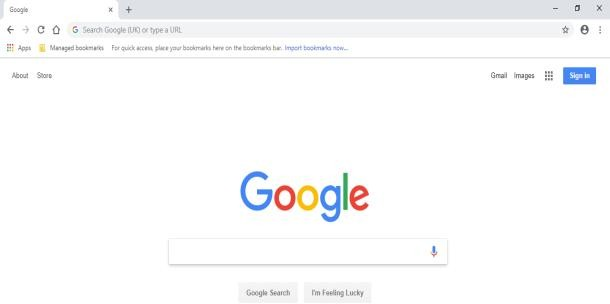 Google
Search Google (UK) or type a URL
Apps Managed bookmarks For quick access, place your bookmarks here on the bookmarks bar. Import bookmarks now...
About Store Gmail Images Sign in
Google
Google Search I'm Feeling Lucky